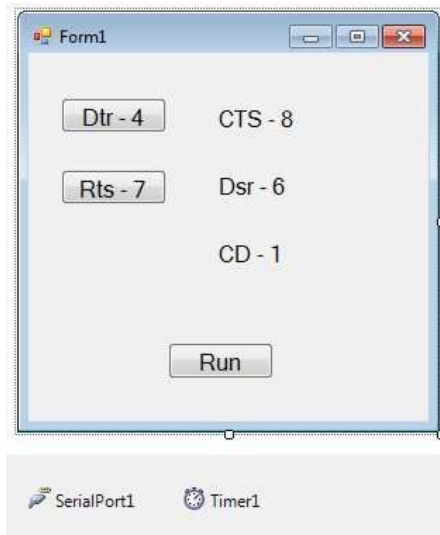 Form1
Dtr - 4 CTS - 8
Rts - 7 Dsr - 6
CD - 1
Run
SerialPort1 Timer1